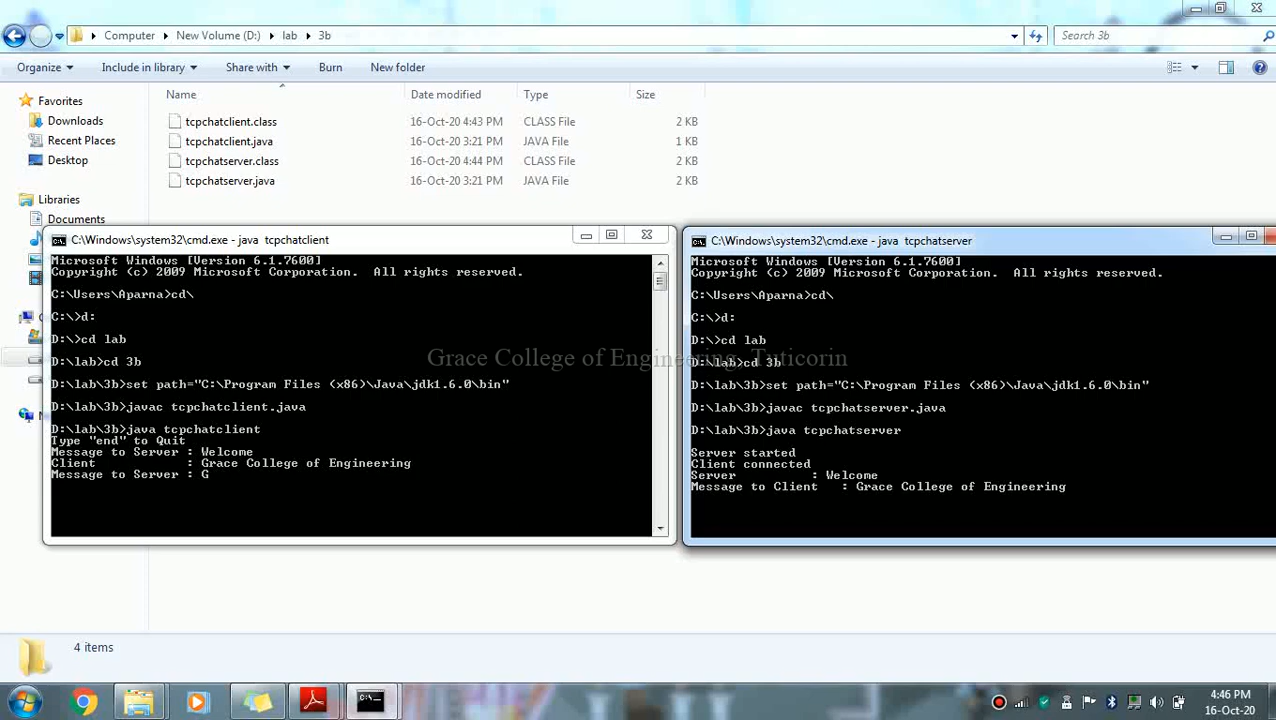 Computer
New Volume (D:)
lab
3b
Search 3b
Organize
Include in library
Share with
Burn
New folder
Name
Date modified
Type
Size
Favorites
Downloads
Recent Places
Desktop
Libraries
Documents
tcpchatclient.class 16-Oct-20 4:43 PM CLASS File 2 KB
tcpchatclient.java 16-Oct-20 3:21 PM JAVA File 1 KB
tcpchatserver.class 16-Oct-20 4:44 PM CLASS File 2 KB
tcpchatserver.java 16-Oct-20 3:21 PM JAVA File 2 KB
C:\Windows\system32\cmd.exe - java tcpchatclient
Microsoft Windows [Version 6.1.7600]
Copyright (c) 2009 Microsoft Corporation. All rights reserved.
C:\Users\Aparna>cd\
C:\>d:
D:\>cd lab
D:\lab>cd 3b
D:\lab\3b>set path="C:\Program Files (x86)\Java\jdk1.6.0\bin"
D:\lab\3b>javac tcpchatclient.java
D:\lab\3b>java tcpchatclient
Type "end" to Quit
Message to Server : Welcome
Client : Grace College of Engineering
Message to Server : G
C:\Windows\system32\cmd.exe - java tcpchatserver
Microsoft Windows [Version 6.1.7600]
Copyright (c) 2009 Microsoft Corporation. All rights reserved.
C:\Users\Aparna>cd\
C:\>d:
D:\>cd lab
D:\lab>cd 3b
D:\lab\3b>set path="C:\Program Files (x86)\Java\jdk1.6.0\bin"
D:\lab\3b>javac tcpchatserver.java
D:\lab\3b>java tcpchatserver
Server started
Client connected
Server : Welcome
Message to Client : Grace College of Engineering
Grace College of Engineering, Tuticorin
4 items
4:46 PM
16-Oct-20